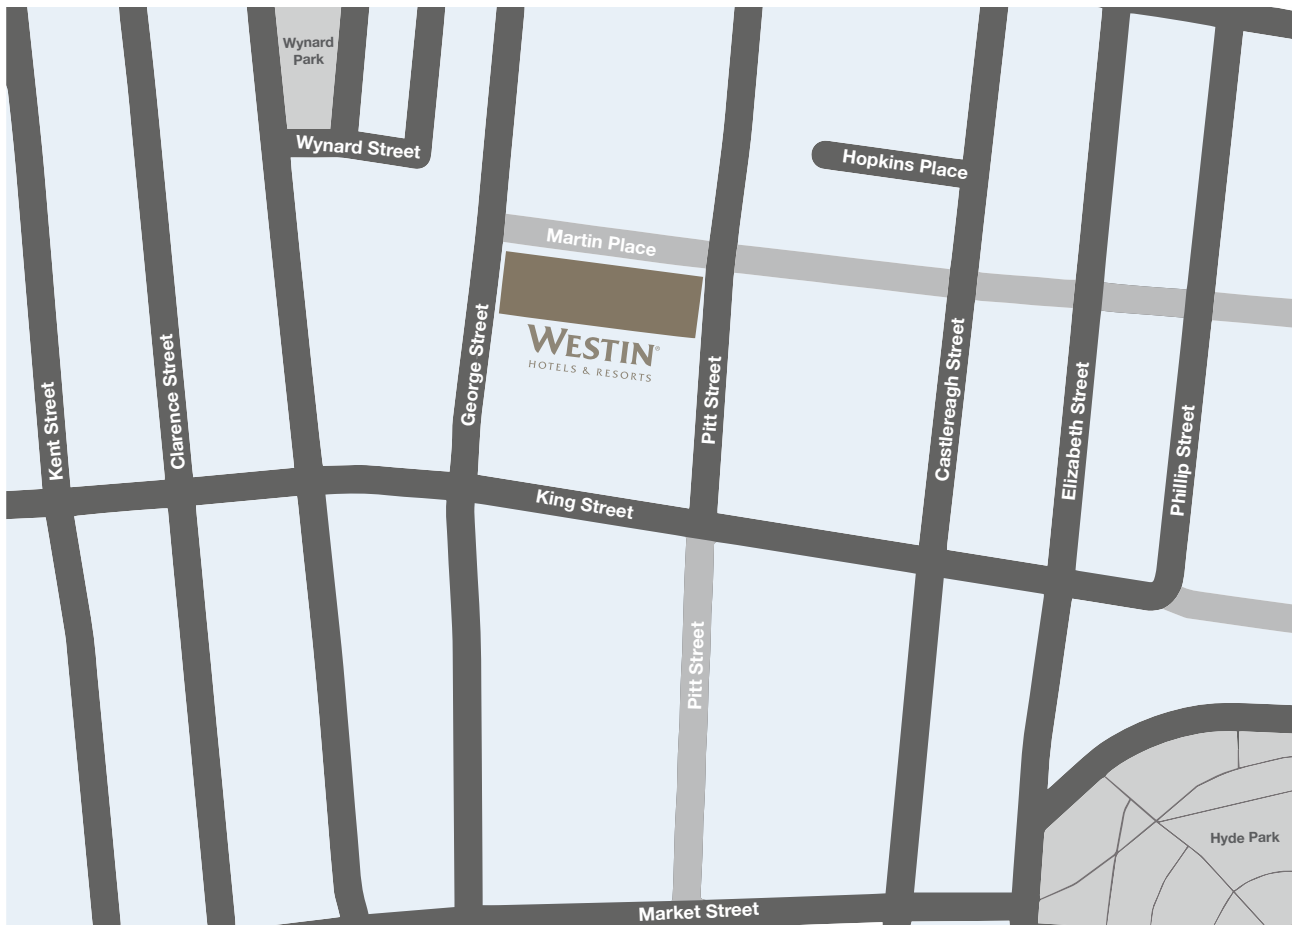 Wynard
Park
Wynard Street
Hopkins Place
Martin Place
WESTIN®
HOTELS & RESORTS
George Street
Clarence Street
Kent Street
Pitt Street
Castlereagh Street
Elizabeth Street
Phillip Street
King Street
Pitt Street
Hyde Park
Market Street